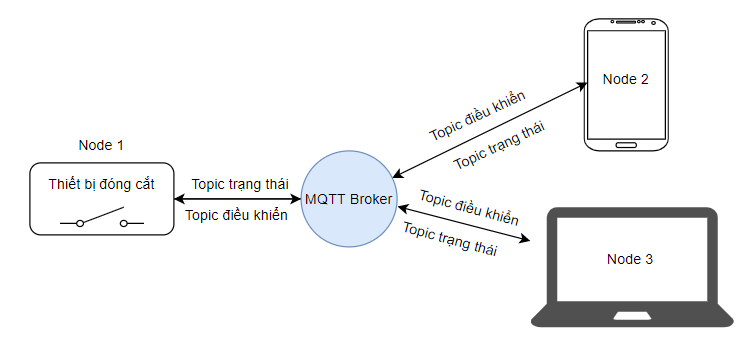 Node 1
Thiết bị đóng cắt
Topic trạng thái
Topic điều khiển
MQTT Broker
Topic điều khiển
Topic trạng thái
Node 2
Topic điều khiển
Topic trạng thái
Node 3